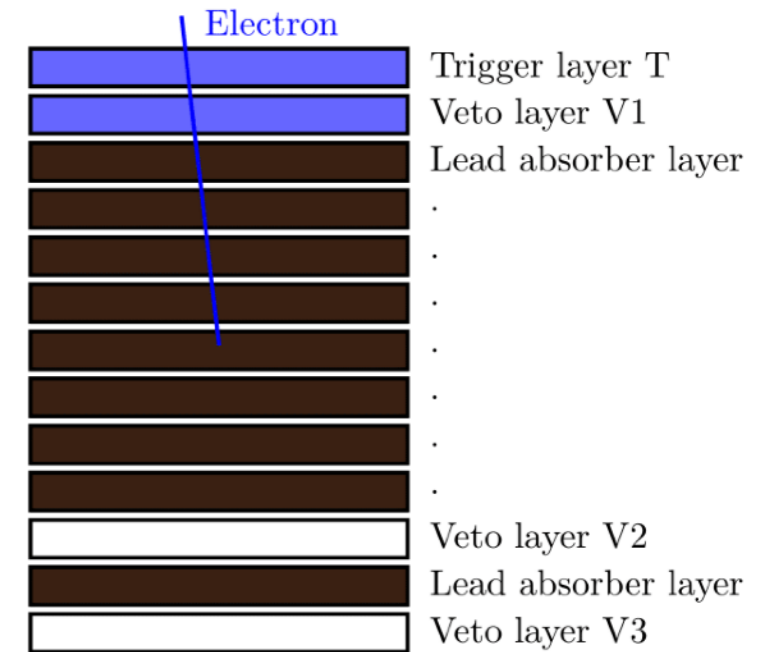 Electron
Trigger layer T
Veto layer V1
Lead absorber layer
.
.
.
.
.
.
.
Veto layer V2
Lead absorber layer
Veto layer V3